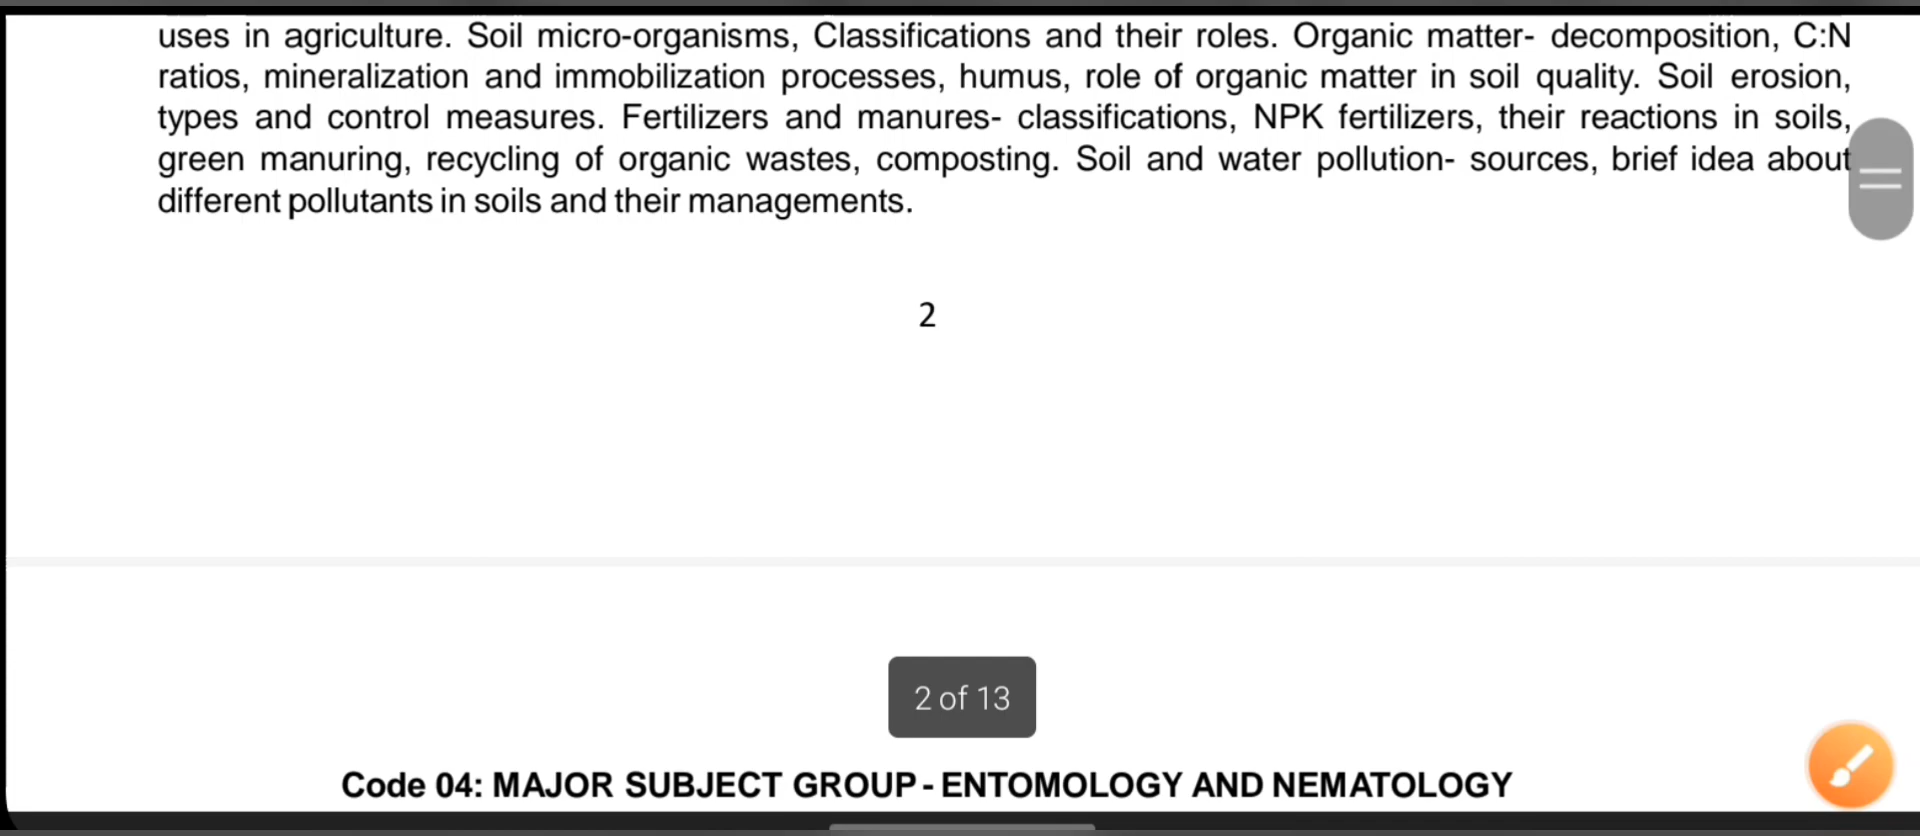 uses in agriculture. Soil micro-organisms, Classifications and their roles. Organic matter- decomposition, C:N
ratios, mineralization and immobilization processes, humus, role of organic matter in soil quality. Soil erosion,
types and control measures. Fertilizers and manures- classifications, NPK fertilizers, their reactions in soils,
green manuring, recycling of organic wastes, composting. Soil and water pollution- sources, brief idea about
different pollutants in soils and their managements.
2
2 of 13
Code 04: MAJOR SUBJECT GROUP - ENTOMOLOGY AND NEMATOLOGY